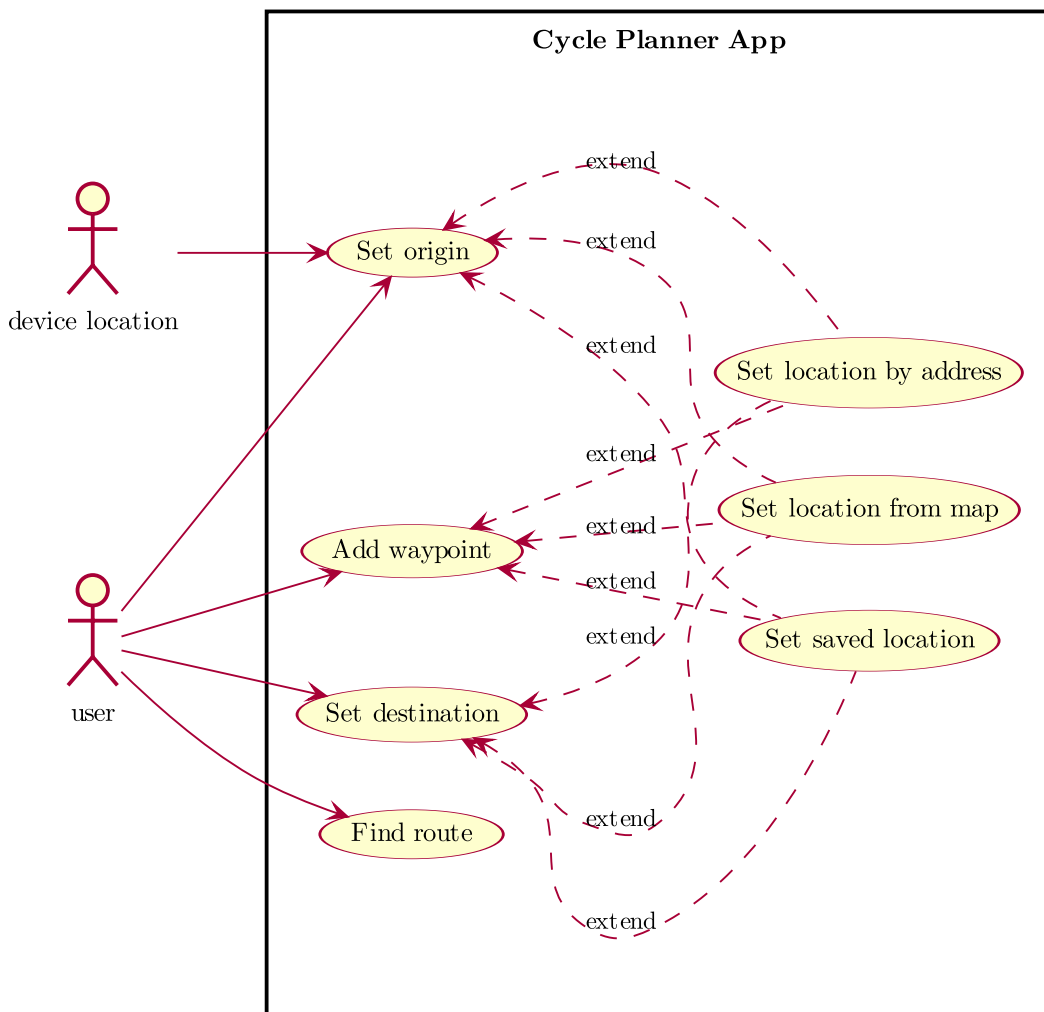 Cycle Planner App
extend
extend
Set origin
device location
extend
Set location by address
extend
Set location from map
extend
Add waypoint
extend
extend
Set saved location
user
Set destination
extend
Find route
extend